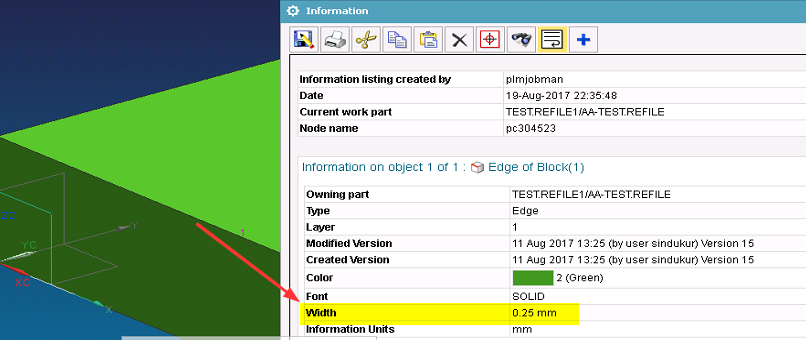 Information
Information listing created by plmjobman
Date 19-Aug-2017 22:35:48
Current work part TEST.REFILE1/AA-TEST.REFILE
Node name pc304523
Information on object 1 of 1 : Edge of Block(1)
Owning part TEST.REFILE1/AA-TEST.REFILE
Type Edge
Layer 1
Modified Version 11 Aug 2017 13:25 (by user sindukur) Version 15
Created Version 11 Aug 2017 13:25 (by user sindukur) Version 15
Color 2 (Green)
Font SOLID
Width 0.25 mm
Information Units mm
ZC
Y
1
YC
XC
X